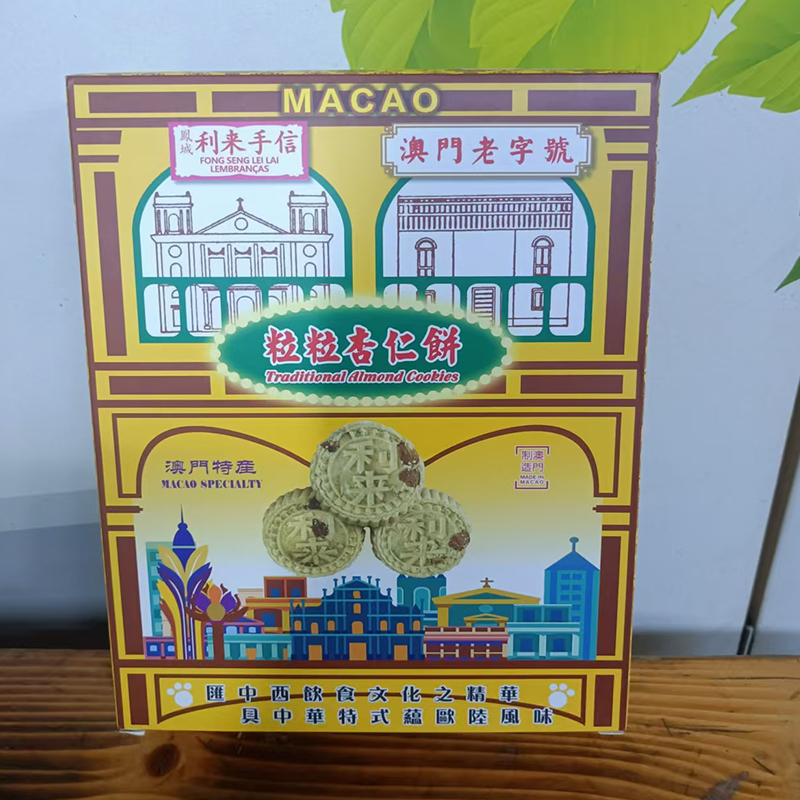 MACAO
鳳城
利来手信
FONG SENG LEI LAI
LEMBRANÇAS
澳門老字號
粒粒杏仁餅
Traditional Almond Cookies
澳門特產
MACAO SPECIALTY
澳門
制造
MADE IN
MACAO
利来
利来
利来
匯中西飲食文化之精華
具中華特式蘊歐陸風味